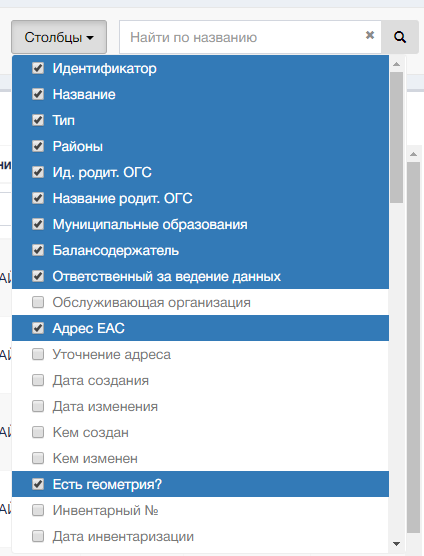 Столбцы
Найти по названию
Идентификатор
Название
Тип
Районы
Ид. родит. ОГС
Название родит. ОГС
Муниципальные образования
Балансодержатель
Ответственный за ведение данных
Обслуживающая организация
Адрес ЕАС
Уточнение адреса
Дата создания
Дата изменения
Кем создан
Кем изменен
Есть геометрия?
Инвентарный №
Дата инвентаризации